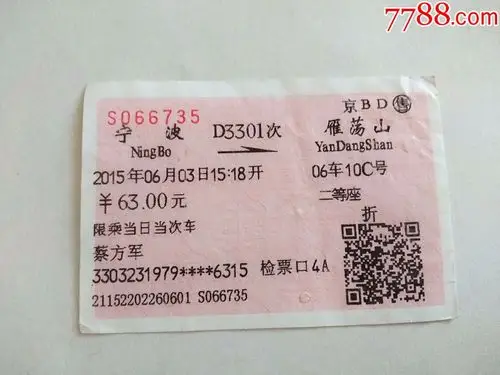 7788.com
S066735
京BD售
宁波 D3301次 雁荡山
NingBo YanDangShan
2015年06月03日15:18开 06车10C号
￥63.00元 二等座
折
限乘当日当次车
蔡方军
3303231979****6315 检票口4A
21152202260601 S066735